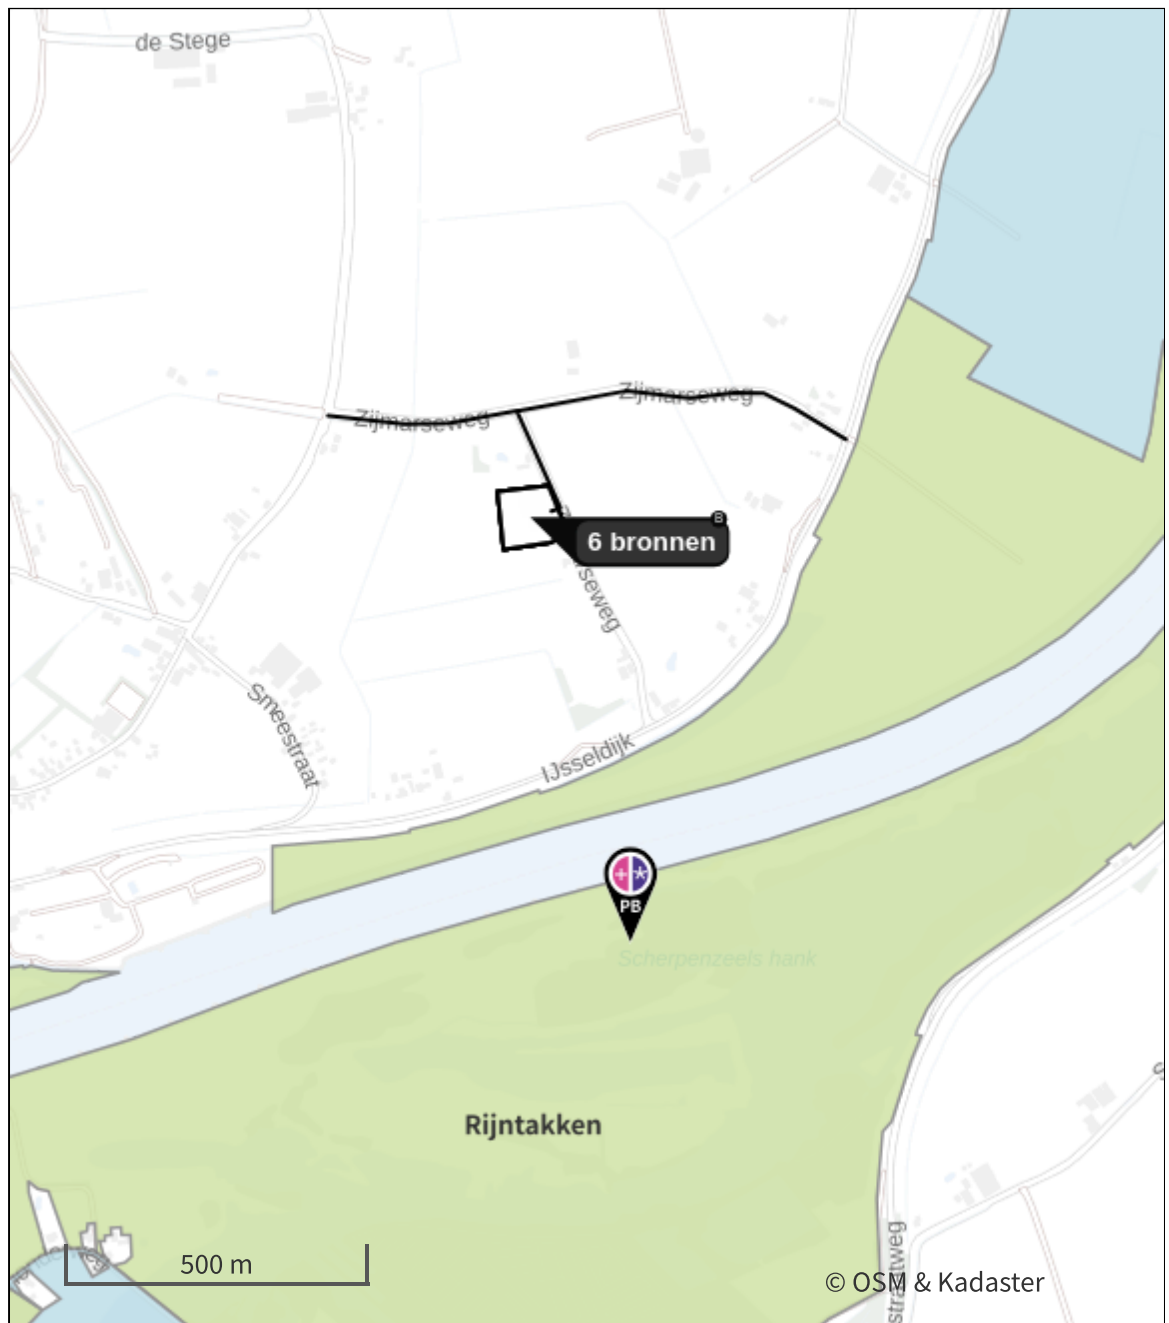 de Stege
Zijmarseweg
Zijmarseweg
B
6 bronnen
seweg
Smeestraat
IJsseldijk
+ *
PB
Scherpenzeels hank
Rijntakken
500 m
straatweg
© OSM & Kadaster